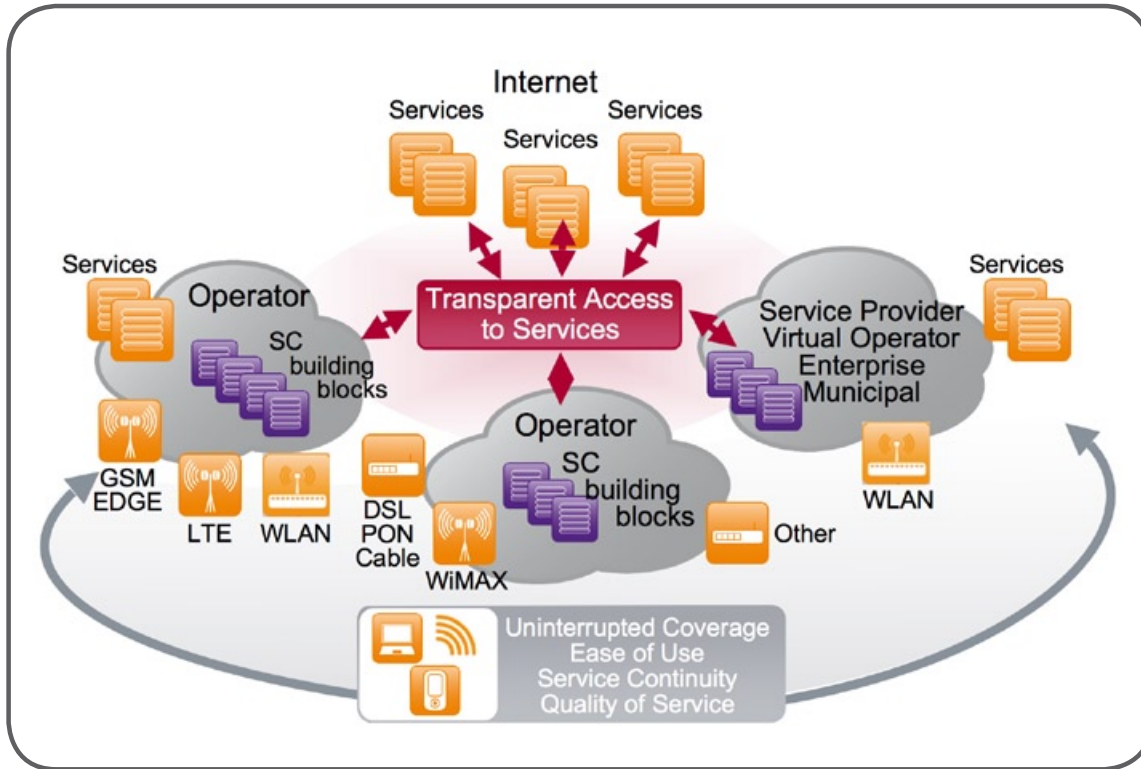 Internet
Services
Services
Services
Services
Operator
SC
building
blocks
Transparent Access
to Services
Service Provider
Virtual Operator
Enterprise
Municipal
Services
GSM
EDGE
LTE
WLAN
DSL
PON
Cable
Operator
SC
building
blocks
WiMAX
Other
WLAN
Uninterrupted Coverage
Ease of Use
Service Continuity
Quality of Service